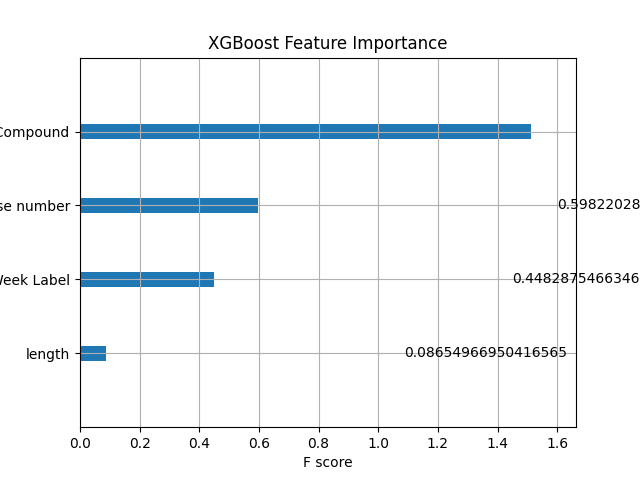 XGBoost Feature Importance
Compound
se number
0.59822028
Week Label
0.4482875466346
length
0.08654966950416565
0.0 0.2 0.4 0.6 0.8 1.0 1.2 1.4 1.6
F score